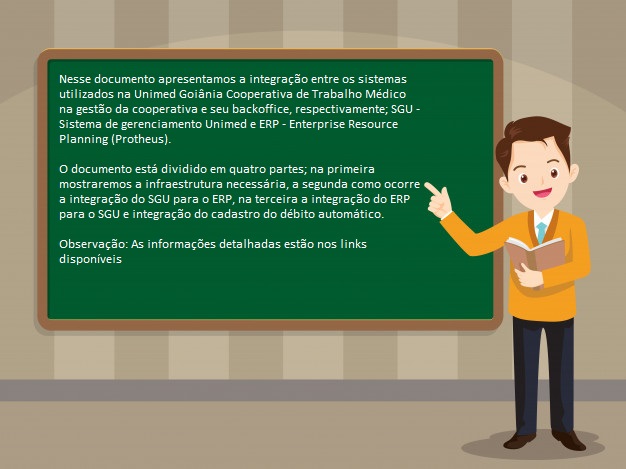 Nesse documento apresentamos a integração entre os sistemas
utilizados na Unimed Goiânia Cooperativa de Trabalho Médico
na gestão da cooperativa e seu backoffice, respectivamente; SGU -
Sistema de gerenciamento Unimed e ERP - Enterprise Resource
Planning (Protheus).
O documento está dividido em quatro partes; na primeira
mostraremos a infraestrutura necessária, a segunda como ocorre
a integração do SGU para o ERP, na terceira a integração do ERP
para o SGU e integração do cadastro do débito automático.
Observação: As informações detalhadas estão nos links
disponíveis